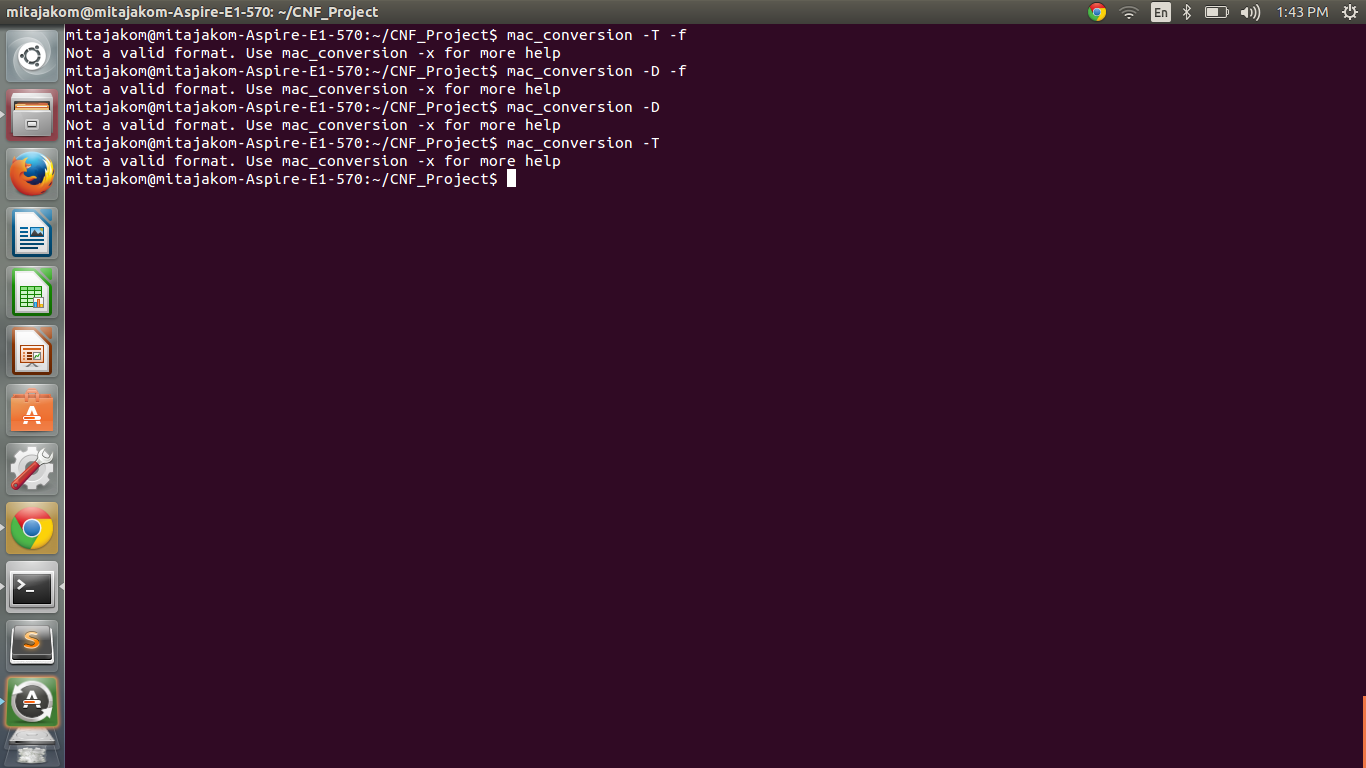 mitajakom@mitajakom-Aspire-E1-570: ~/CNF_Project
En
1:43 PM
mitajakom@mitajakom-Aspire-E1-570:~/CNF_Project$ mac_conversion -T -f
Not a valid format. Use mac_conversion -x for more help
mitajakom@mitajakom-Aspire-E1-570:~/CNF_Project$ mac_conversion -D -f
Not a valid format. Use mac_conversion -x for more help
mitajakom@mitajakom-Aspire-E1-570:~/CNF_Project$ mac_conversion -D
Not a valid format. Use mac_conversion -x for more help
mitajakom@mitajakom-Aspire-E1-570:~/CNF_Project$ mac_conversion -T
Not a valid format. Use mac_conversion -x for more help
mitajakom@mitajakom-Aspire-E1-570:~/CNF_Project$